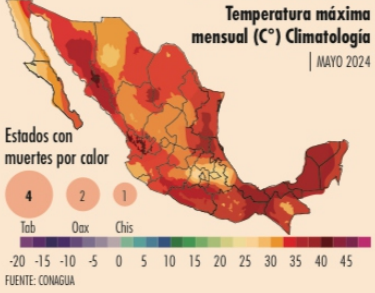 Temperatura máxima
mensual (C°) Climatología
MAYO 2024
Estados con
muertes por calor
4 2 1
Tab Oax Chis
-20 -15 -10 -5 0 5 10 15 20 25 30 35 40 45
FUENTE: CONAGUA